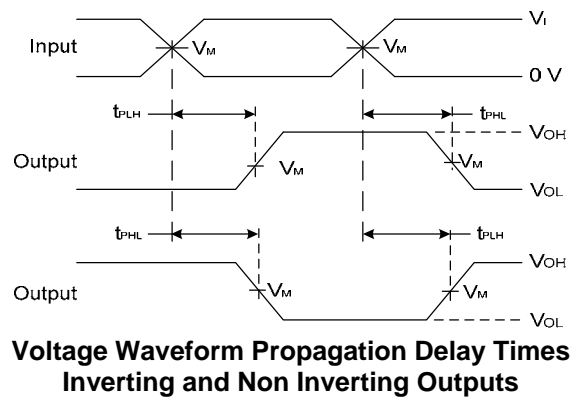 VI
Input VM VM
0 V
tPLH tPHL
VOH
Output VM VM
VOL
tPHL tPLH
VOH
Output VM VM
VOL
Voltage Waveform Propagation Delay Times
Inverting and Non Inverting Outputs